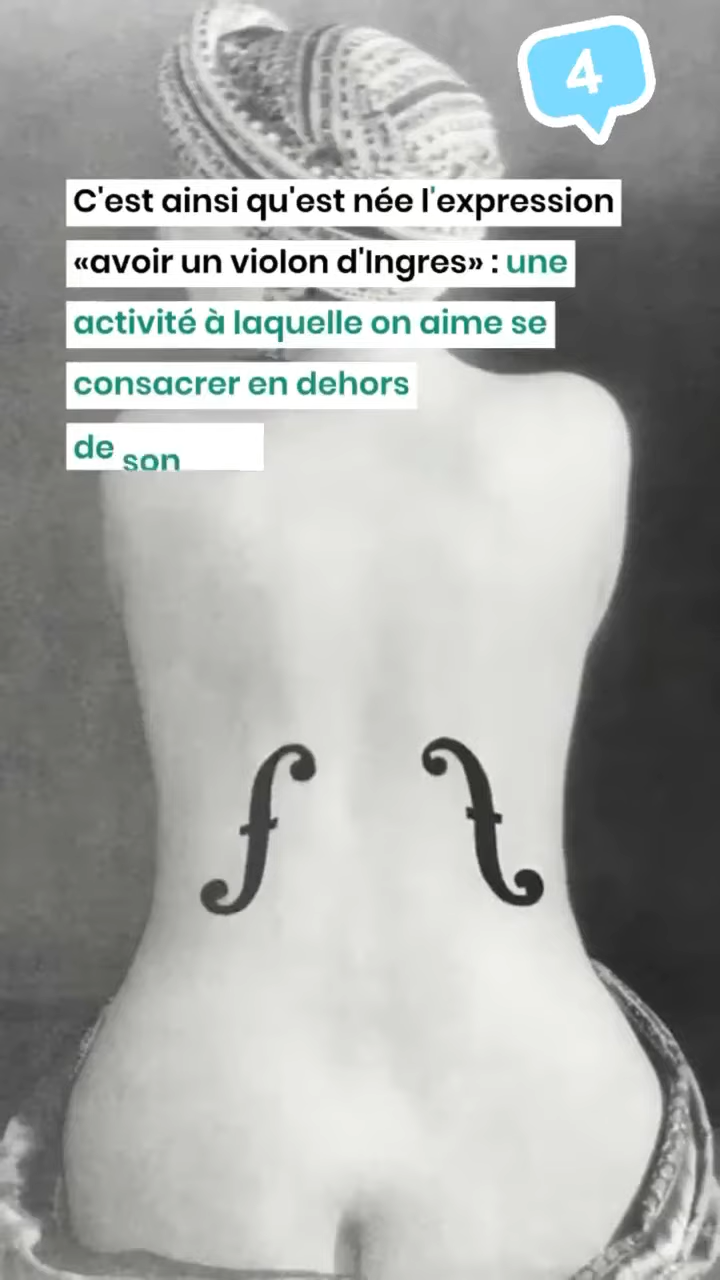 4
C'est ainsi qu'est née l'expression
«avoir un violon d'Ingres» : une
activité à laquelle on aime se
consacrer en dehors
de son